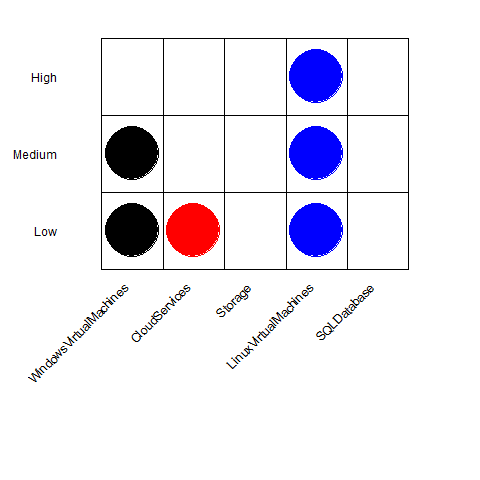 High
Medium
Low
WindowsVirtualMachines
CloudServices
Storage
LinuxVirtualMachines
SQLDatabase